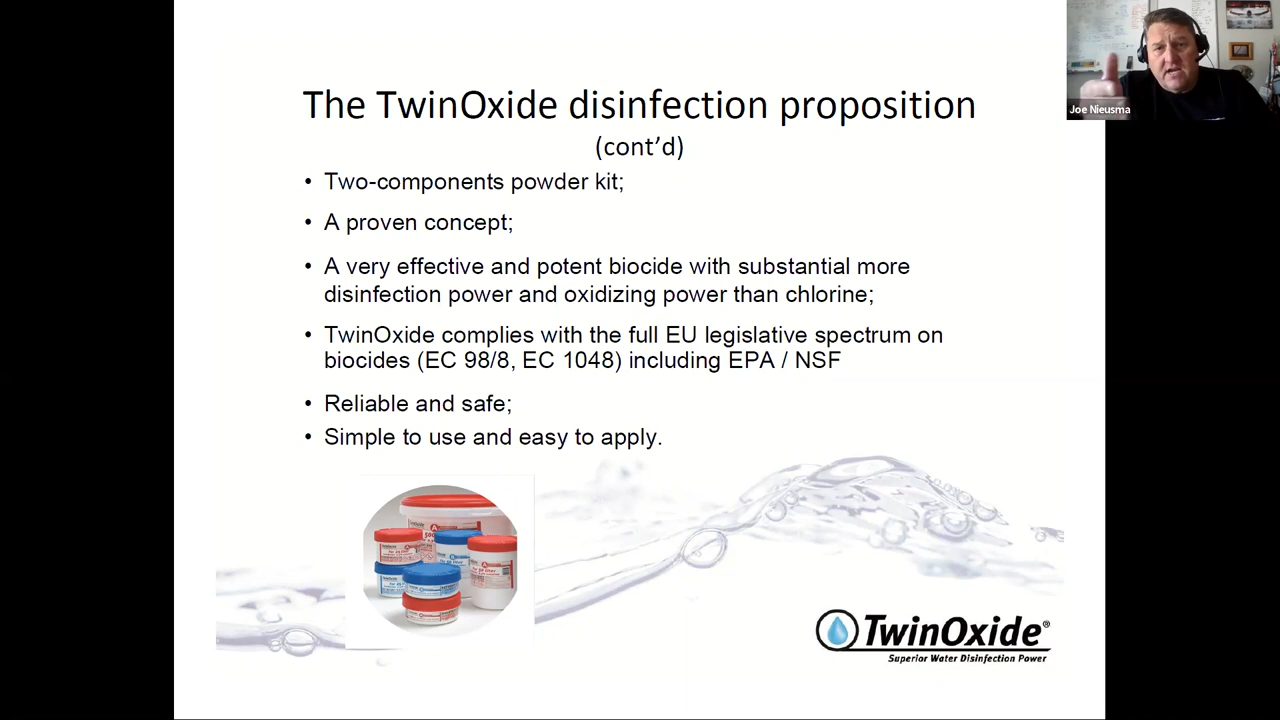 Joe Nieusma
The TwinOxide disinfection proposition
(cont’d)
• Two-components powder kit;
• A proven concept;
• A very effective and potent biocide with substantial more
disinfection power and oxidizing power than chlorine;
• TwinOxide complies with the full EU legislative spectrum on
biocides (EC 98/8, EC 1048) including EPA / NSF
• Reliable and safe;
• Simple to use and easy to apply.
TwinOxide®
Superior Water Disinfection Power